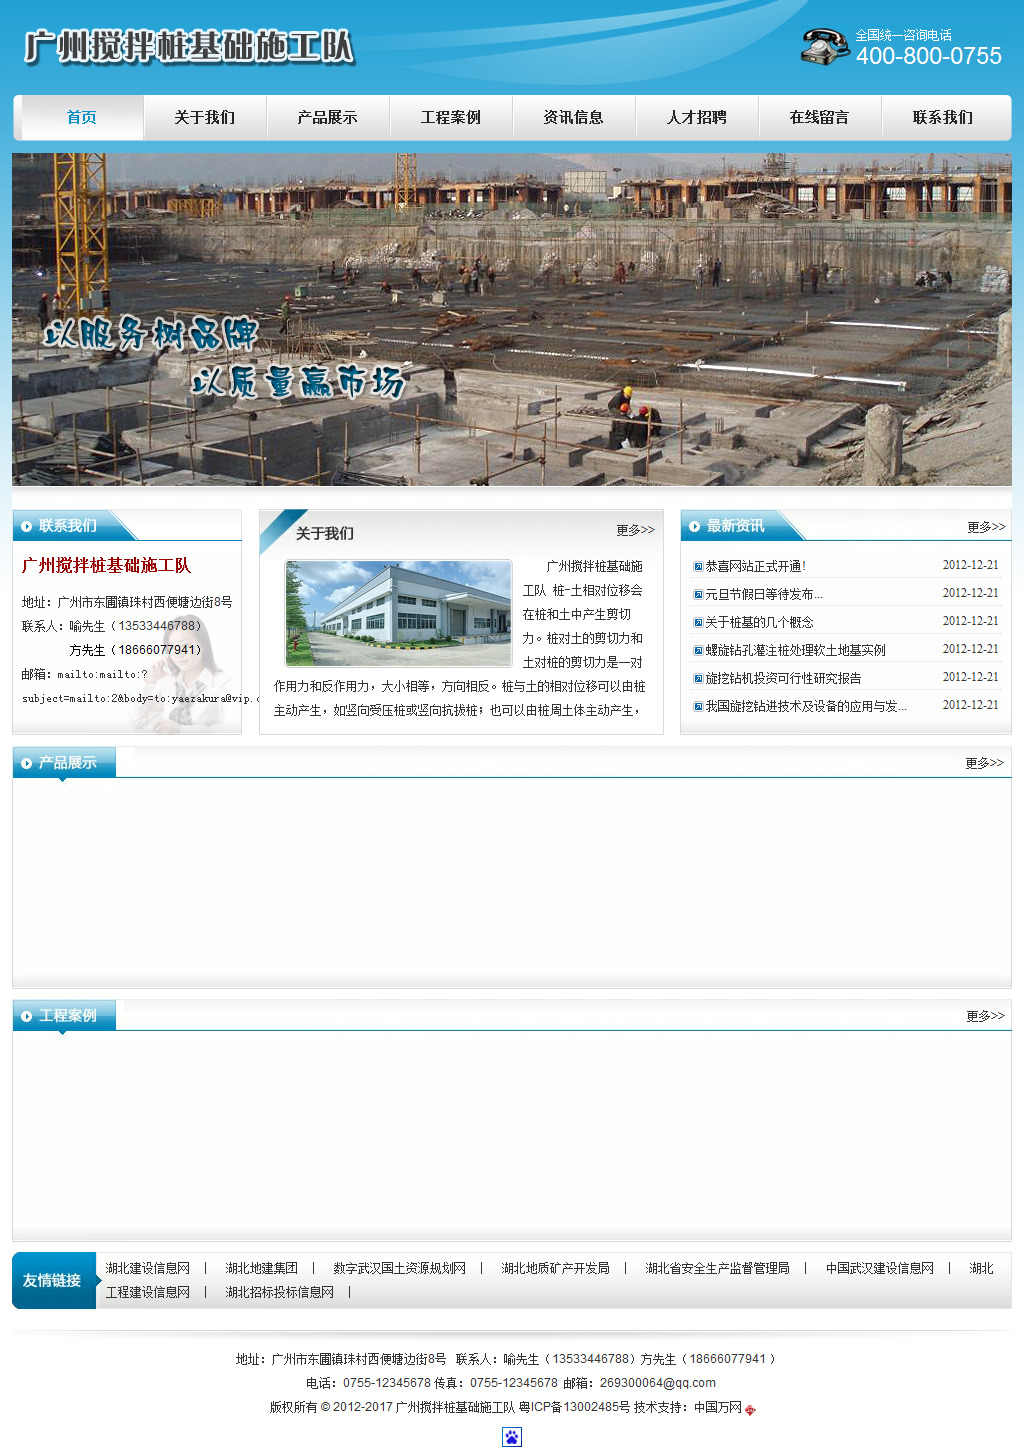 广州搅拌桩基础施工队
全国统一咨询电话
400-800-0755
首页 关于我们 产品展示 工程案例 资讯信息 人才招聘 在线留言 联系我们
以服务树品牌
以质量赢市场
联系我们
广州搅拌桩基础施工队
地址：广州市东圃镇珠村西便塘边街8号
联系人：喻先生（13533446788）
方先生（18666077941）
邮箱：mailto:mailto:?
subject=mailto:2&body=to:yaezakura@vip.c
关于我们 更多>>
广州搅拌桩基础施
工队 桩-土相对位移会
在桩和土中产生剪切
力。桩对土的剪切力和
土对桩的剪切力是一对
作用力和反作用力，大小相等，方向相反。桩与土的相对位移可以由桩
主动产生，如竖向受压桩或竖向抗拔桩；也可以由桩周土体主动产生，
最新资讯 更多>>
恭喜网站正式开通! 2012-12-21
元旦节假日等待发布... 2012-12-21
关于桩基的几个概念 2012-12-21
螺旋钻孔灌注桩处理软土地基实例 2012-12-21
旋挖钻机投资可行性研究报告 2012-12-21
我国旋挖钻进技术及设备的应用与发... 2012-12-21
产品展示 更多>>
工程案例 更多>>
友情链接
湖北建设信息网 | 湖北地建集团 | 数字武汉国土资源规划网 | 湖北地质矿产开发局 | 湖北省安全生产监督管理局 | 中国武汉建设信息网 | 湖北
工程建设信息网 | 湖北招标投标信息网 |
地址：广州市东圃镇珠村西便塘边街8号 联系人：喻先生（13533446788）方先生（18666077941 ）
电话：0755-12345678 传真：0755-12345678 邮箱：269300064@qq.com
版权所有 © 2012-2017 广州搅拌桩基础施工队 粤ICP备13002485号 技术支持：中国万网